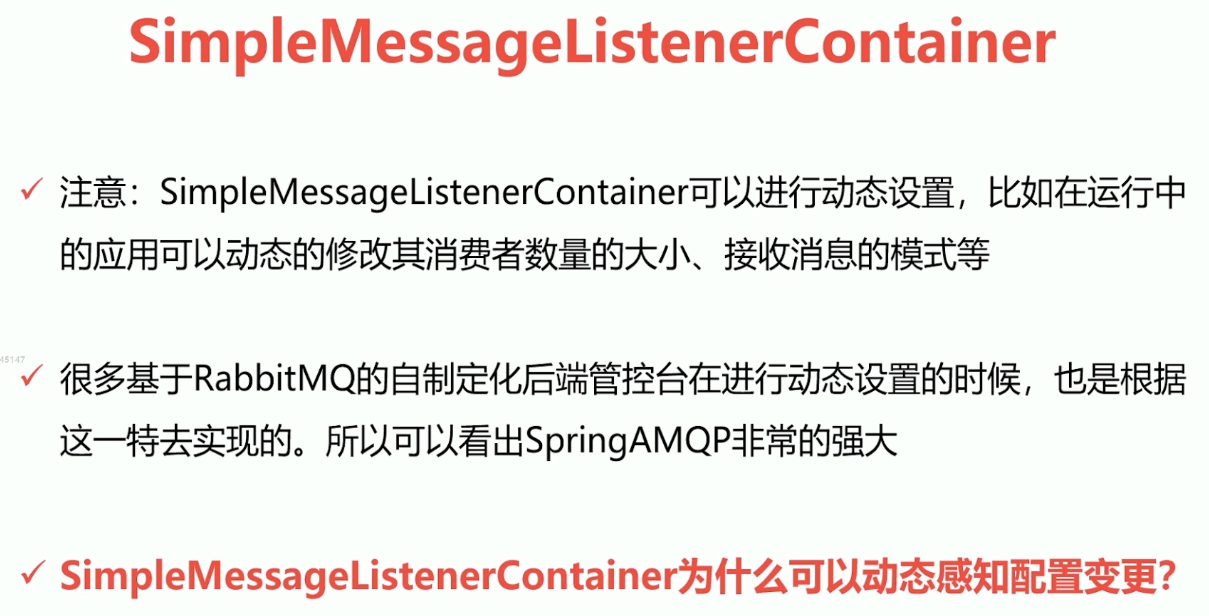 SimpleMessageListenerContainer
✓ 注意：SimpleMessageListenerContainer可以进行动态设置，比如在运行中
的应用可以动态的修改其消费者数量的大小、接收消息的模式等
45147
✓ 很多基于RabbitMQ的自制定化后端管控台在进行动态设置的时候，也是根据
这一特去实现的。所以可以看出SpringAMQP非常的强大
✓ SimpleMessageListenerContainer为什么可以动态感知配置变更？